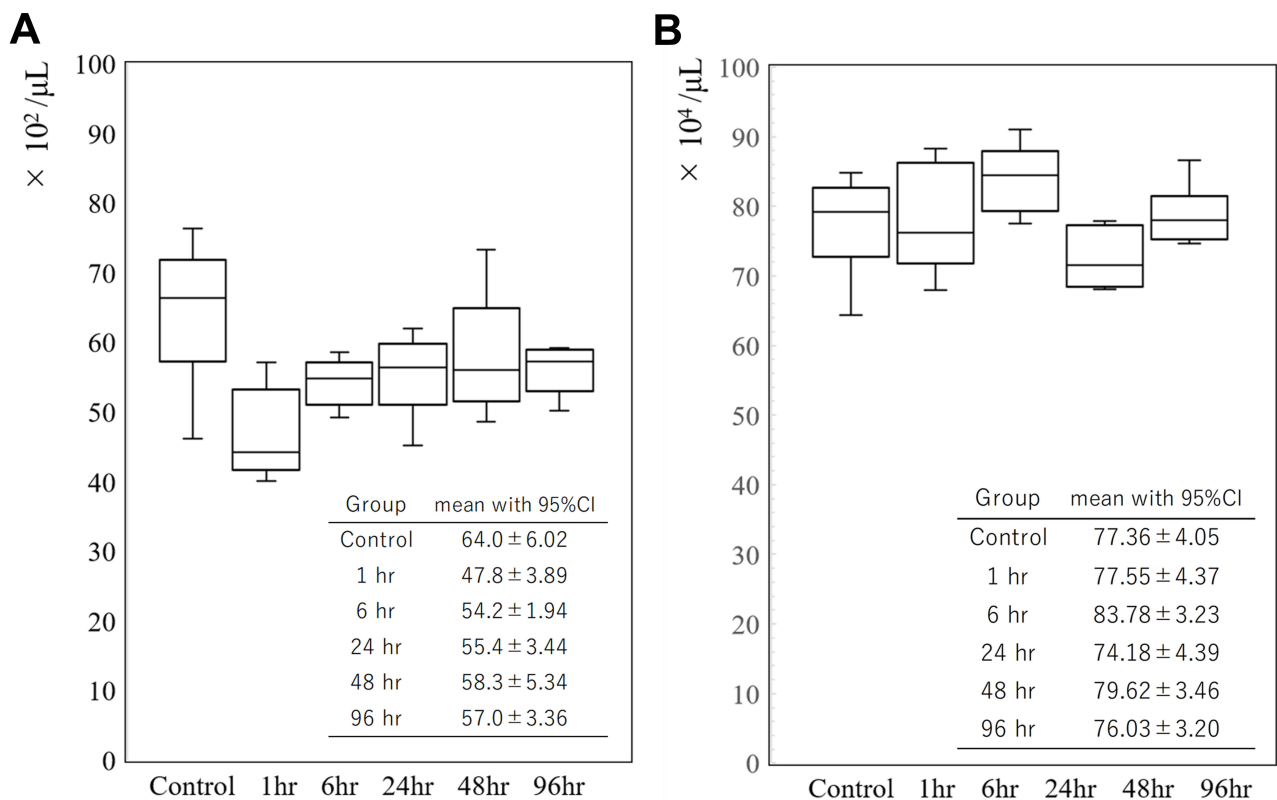 A
× 10² /μL
100
90
80
70
60
50
40
30
20
10
0
Group mean with 95%CI
Control 64.0±6.02
1 hr 47.8±3.89
6 hr 54.2±1.94
24 hr 55.4±3.44
48 hr 58.3±5.34
96 hr 57.0±3.36
Control 1hr 6hr 24hr 48hr 96hr
B
× 10⁴ /μL
100
90
80
70
60
50
40
30
20
10
0
Group mean with 95%CI
Control 77.36±4.05
1 hr 77.55±4.37
6 hr 83.78±3.23
24 hr 74.18±4.39
48 hr 79.62±3.46
96 hr 76.03±3.20
Control 1hr 6hr 24hr 48hr 96hr